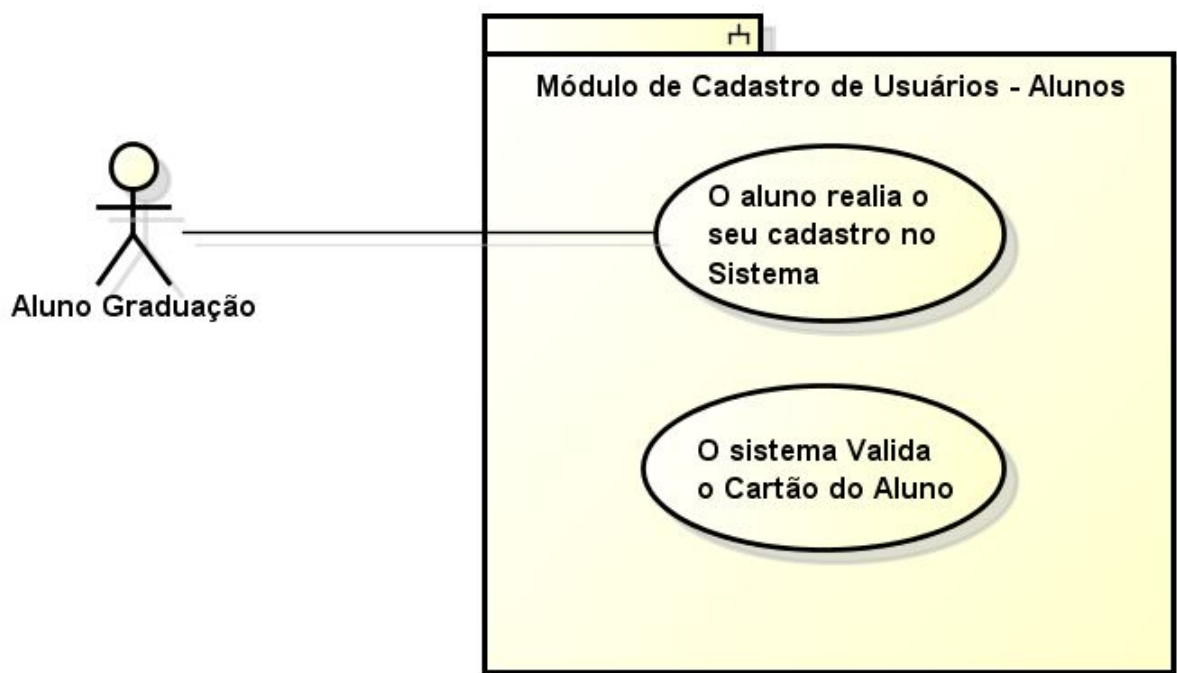 Módulo de Cadastro de Usuários - Alunos
O aluno realia o
seu cadastro no
Sistema
Aluno Graduação
O sistema Valida
o Cartão do Aluno